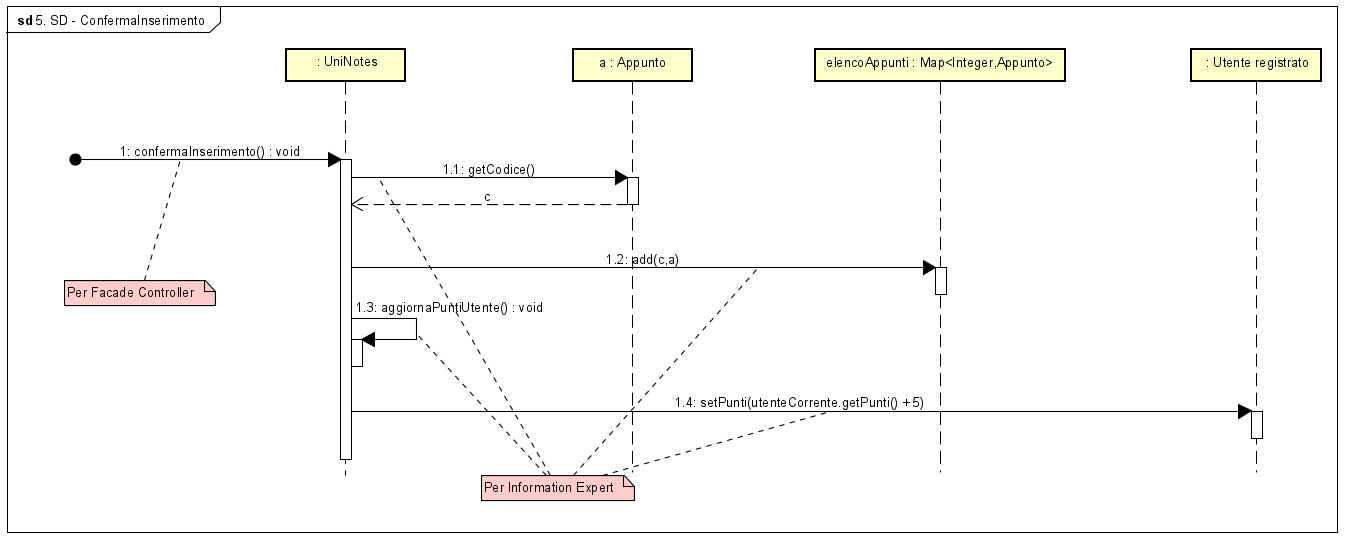 sd 5. SD - ConfermaInserimento
: UniNotes
a : Appunto
elencoAppunti : Map<Integer,Appunto>
: Utente registrato
1: confermaInserimento() : void
1.1: getCodice()
c
1.2: add(c,a)
Per Facade Controller
1.3: aggiornaPuntiUtente() : void
1.4: setPunti(utenteCorrente.getPunti() +5)
Per Information Expert